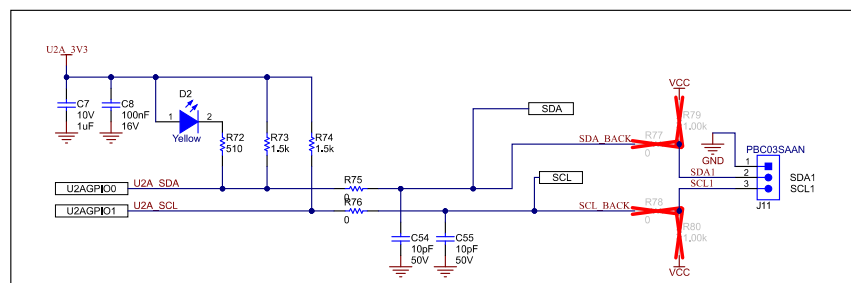 U2A_3V3
C7
10V
1uF
C8
100nF
16V
D2
1
2
Yellow
R72
510
R73
1.5k
R74
1.5k
SDA
SCL
VCC
R79
1.00k
R77
0
SDA_BACK
GND
PBC03SAAN
1
2
3
SDA1
SCL1
SDA1
SCL1
J11
U2AGPIO0
U2A_SDA
U2AGPIO1
U2A_SCL
R75
0
R76
0
SCL_BACK
R78
0
C54
10pF
50V
C55
10pF
50V
R80
1.00k
VCC